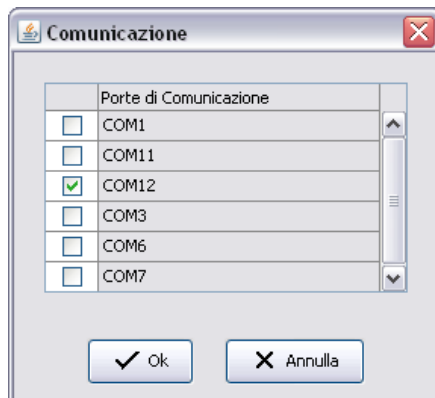 Comunicazione
Porte di Comunicazione
COM1
COM11
COM12
COM3
COM6
COM7
Ok
Annulla